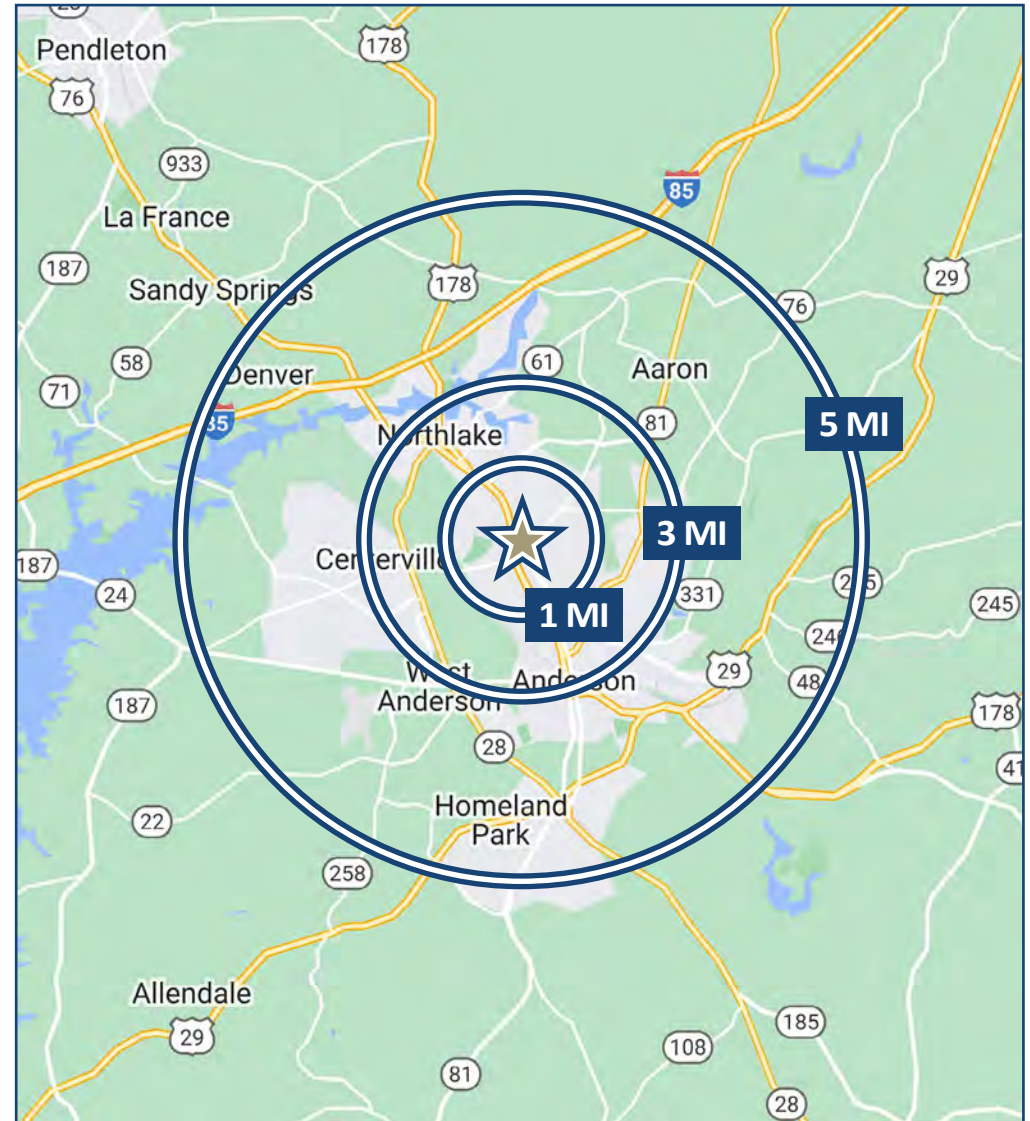 Pendleton
178
76
933
85
La France
187
178
29
Sandy Springs
76
58
61
Aaron
Denver
71
81
5 MI
85
Northlake
3 MI
Centerville
187
24
331
245
1 MI
West
Anderson
Anderson
29
48
187
178
28
22
Homeland
Park
258
Allendale
29
185
108
81
28